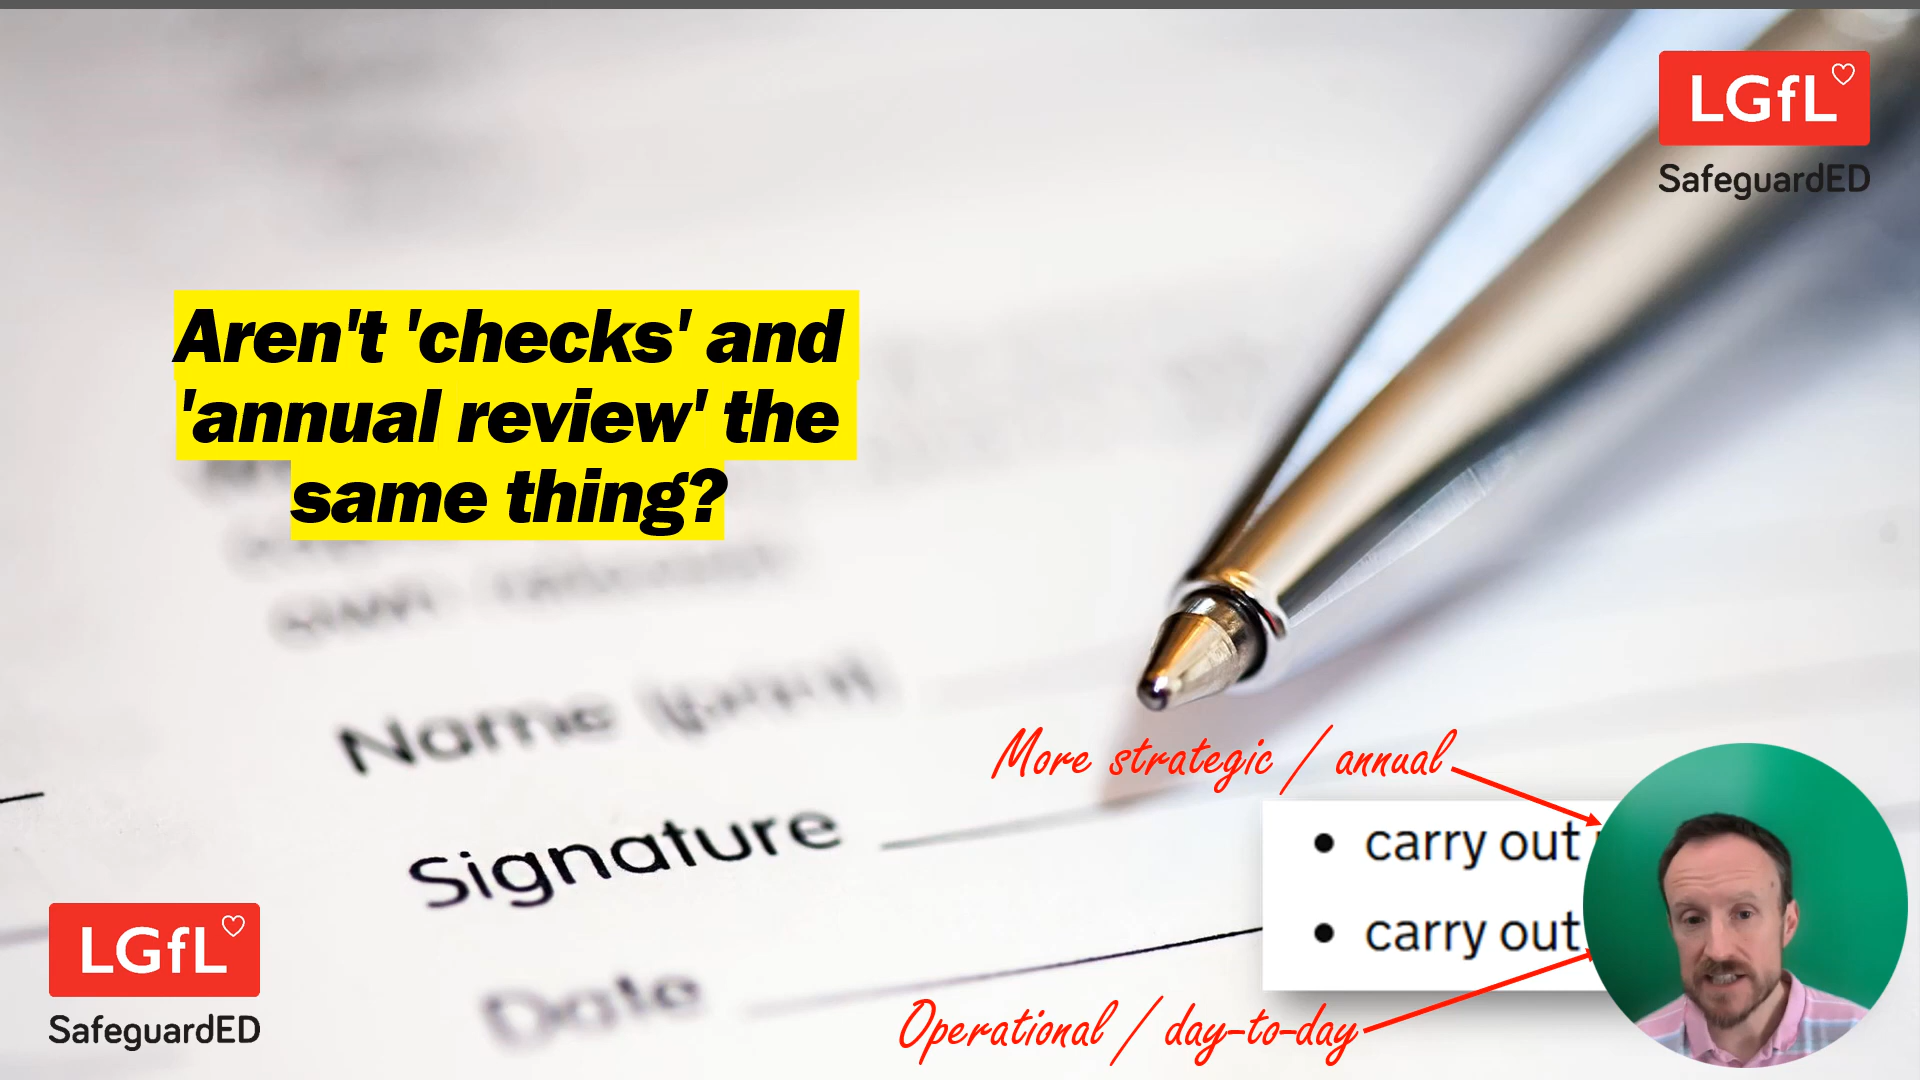 LGfL
SafeguardED
Aren't 'checks' and
'annual review' the
same thing?
Name (print)
More strategic / annual
Signature
• carry out
• carry out
LGfL
SafeguardED
Date
Operational / day-to-day